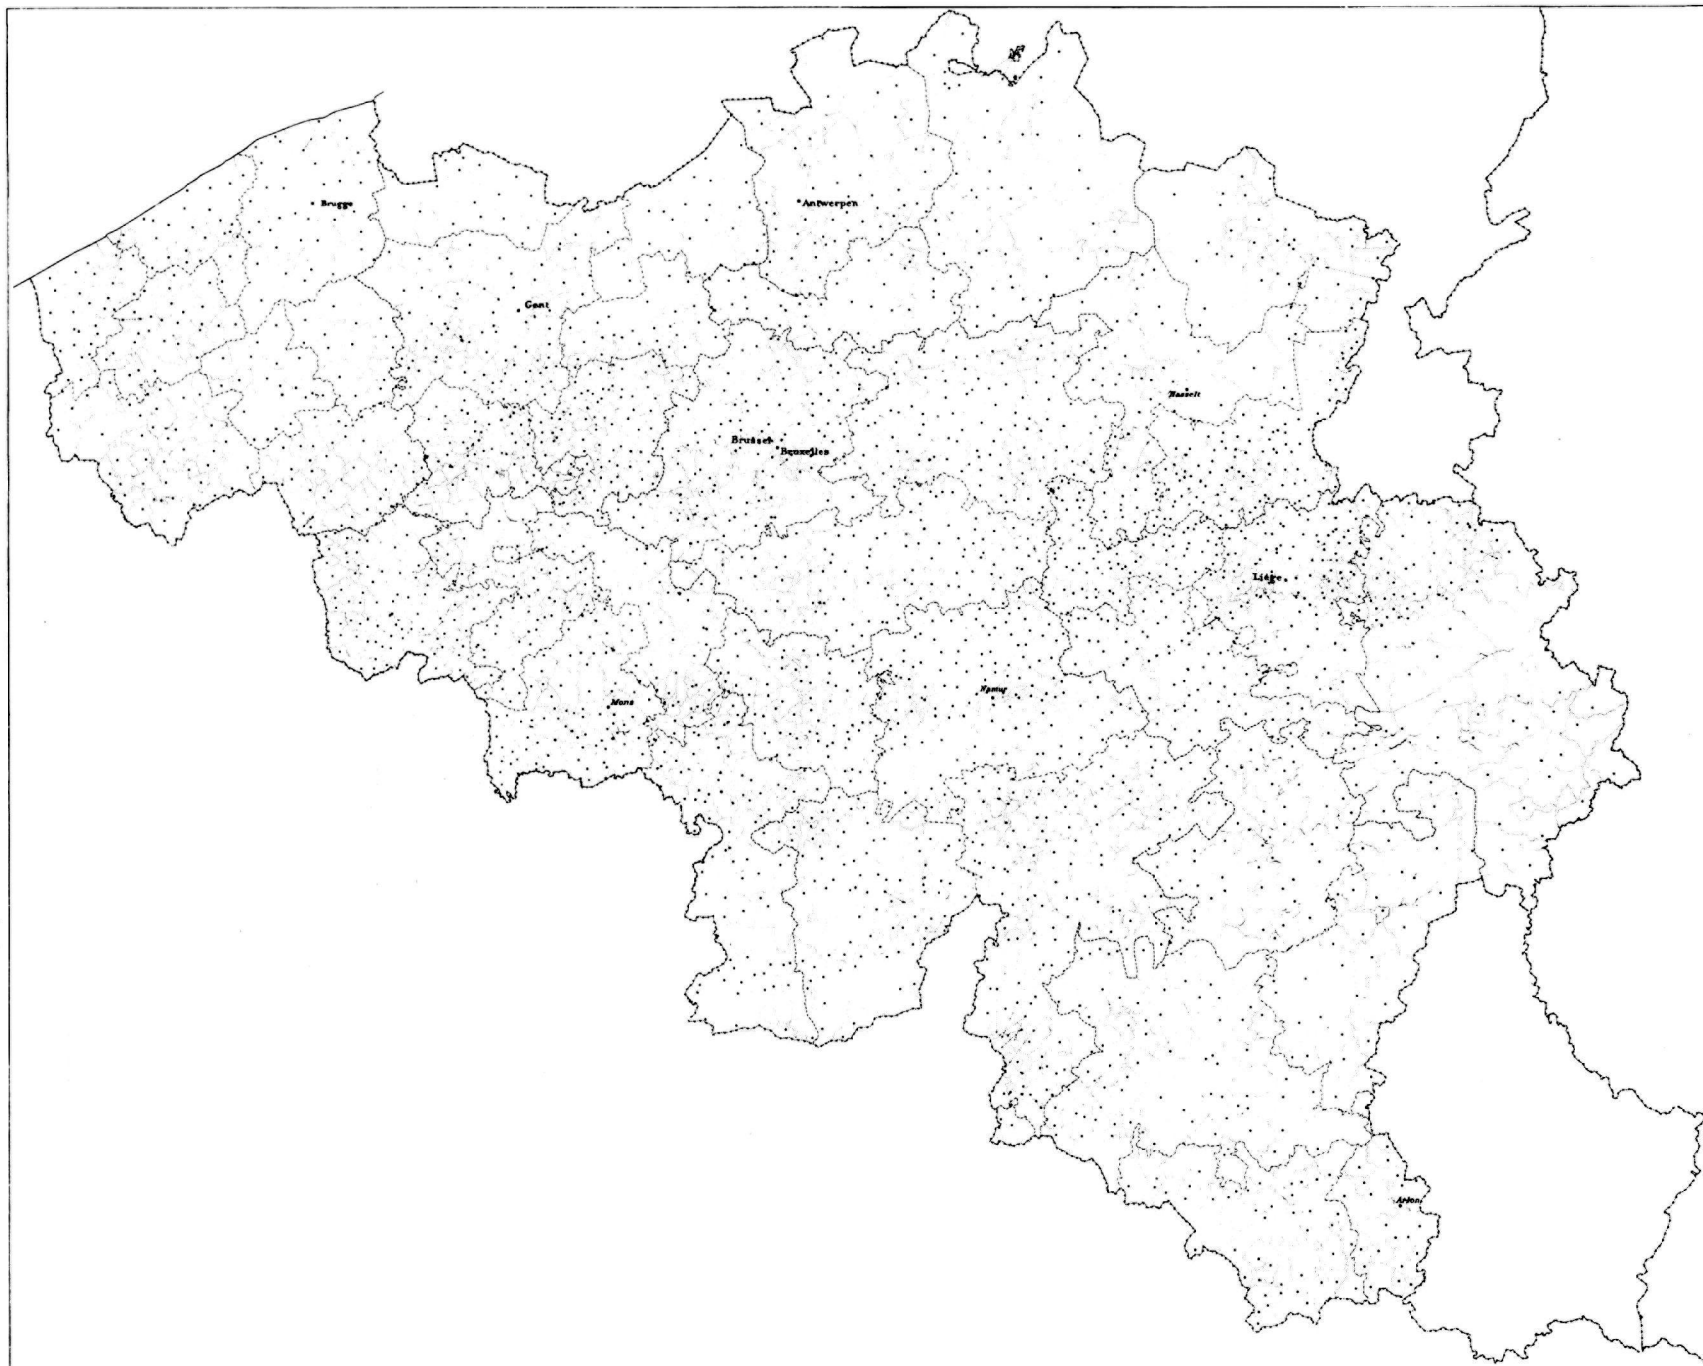 Brugge
Antwerpen
Gent
Hasselt
Brussel
Bruxelles
Liège
Namur
Mons
Arlon